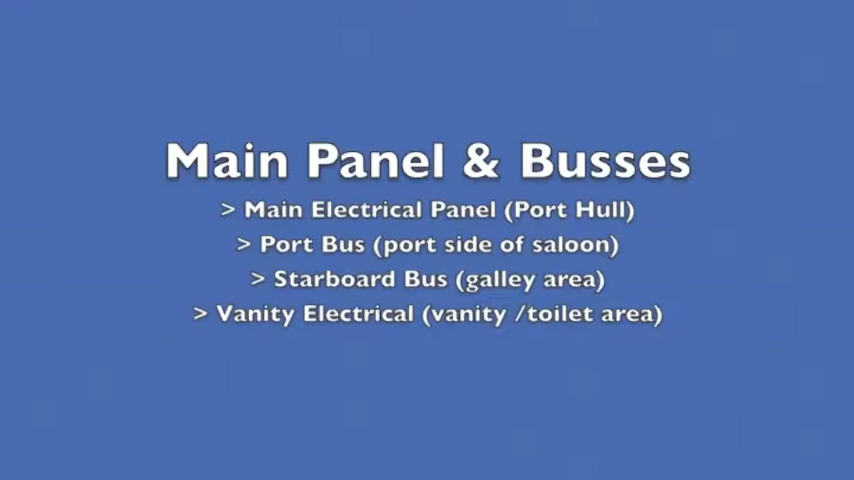 Main Panel & Busses
> Main Electrical Panel (Port Hull)
> Port Bus (port side of saloon)
> Starboard Bus (galley area)
> Vanity Electrical (vanity /toilet area)